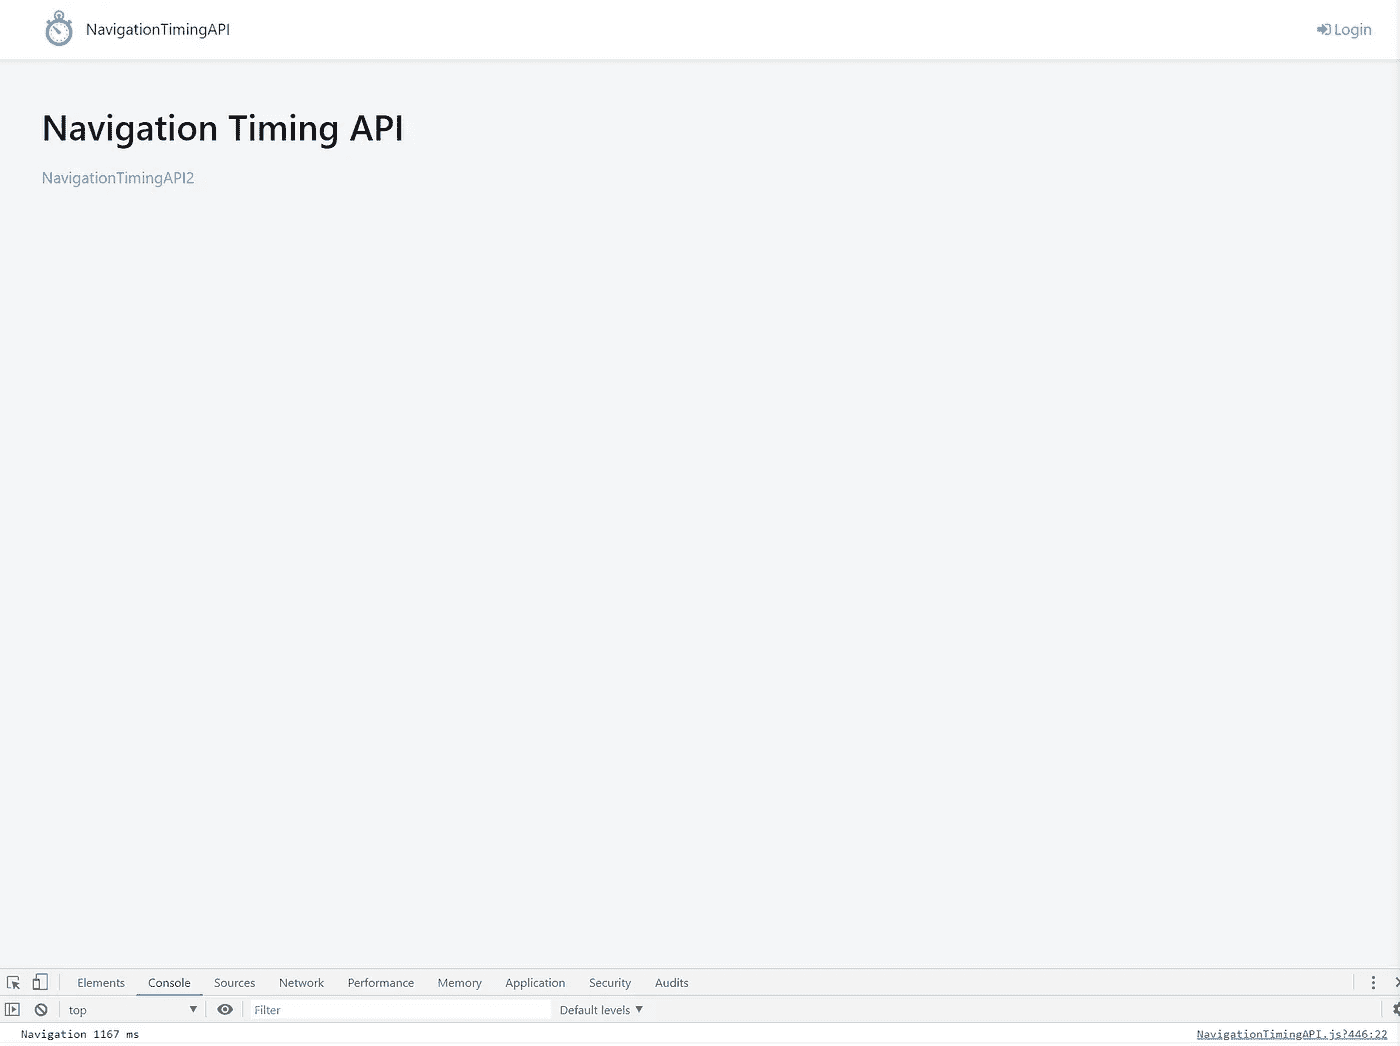 NavigationTimingAPI
Login
Navigation Timing API
NavigationTimingAPI2
Elements Console Sources Network Performance Memory Application Security Audits
top Filter Default levels
Navigation 1167 ms NavigationTimingAPI.js?446:22